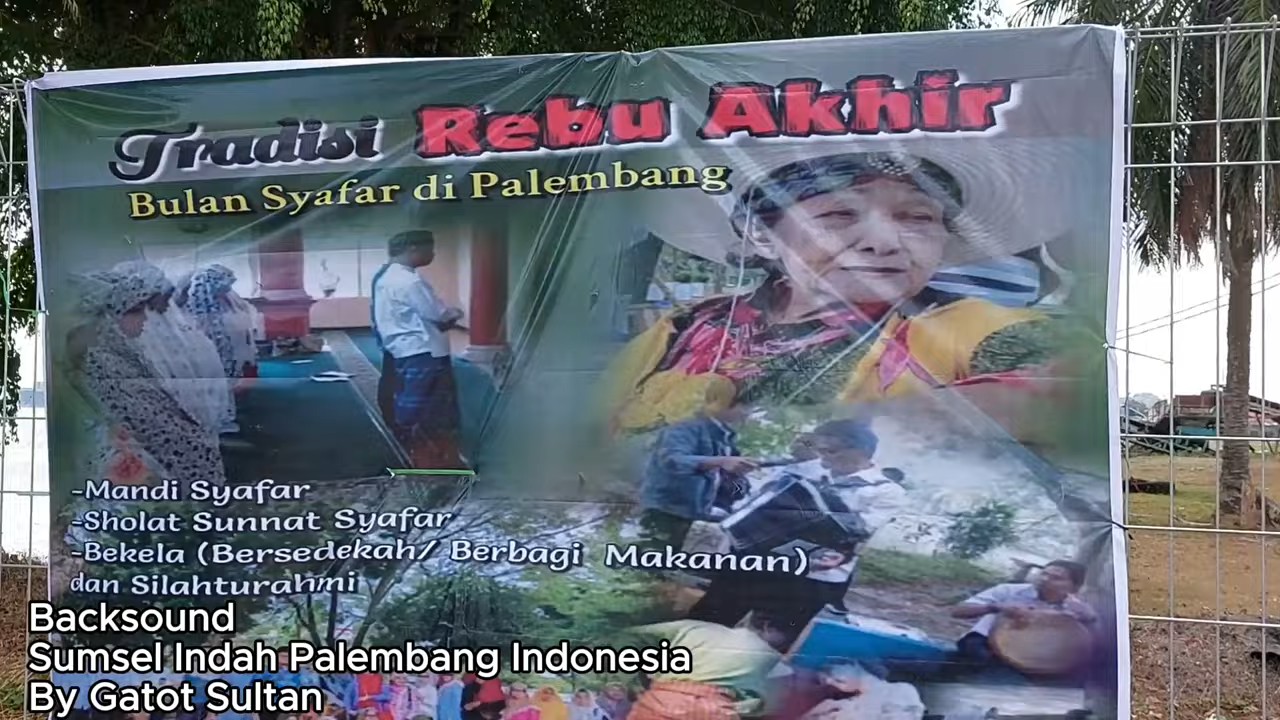 Tradisi Rebu Akhir
Bulan Syafar di Palembang
-Mandi Syafar
-Sholat Sunnat Syafar
-Bekela (Bersedekah/ Berbagi Makanan)
dan Silahturahmi
Backsound
Sumsel Indah Palembang Indonesia
By Gatot Sultan